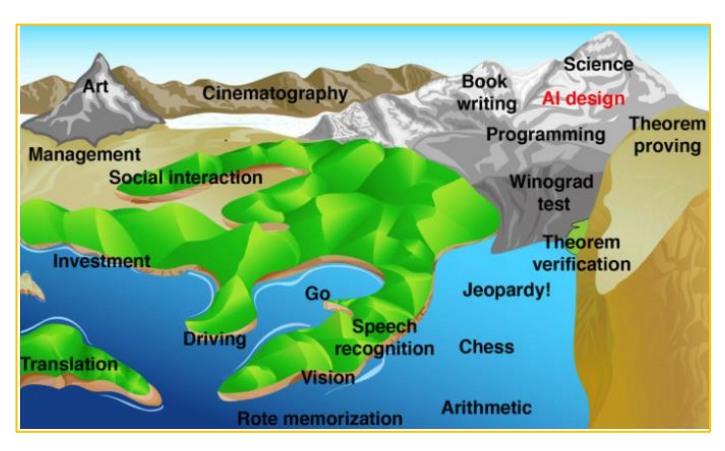 Science
Art
Book
writing
Cinematography
AI design
Programming
Theorem
proving
Management
Social interaction
Winograd
test
Theorem
verification
Investment
Go
Jeopardy!
Driving
Speech
recognition
Chess
Translation
Vision
Rote memorization
Arithmetic